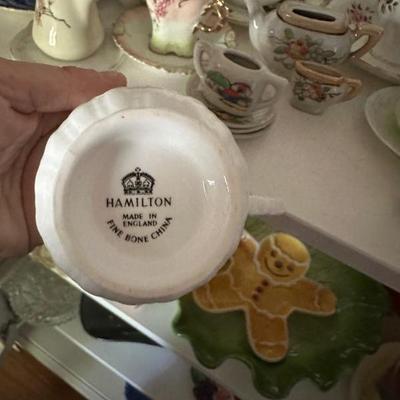 HAMILTON
MADE IN
ENGLAND
FINE BONE CHINA